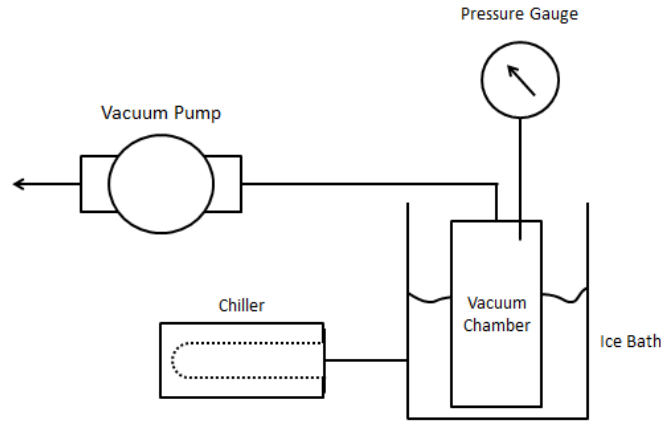 Pressure Gauge
Vacuum Pump
Chiller
Vacuum
Chamber
Ice Bath